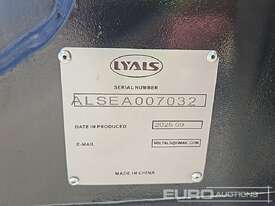 LYALS
SERIAL NUMBER
ALSEA007032
DATE IN PRODUCED
2025.09
E-MAIL
MADE IN CHINA
EURO AUCTIONS